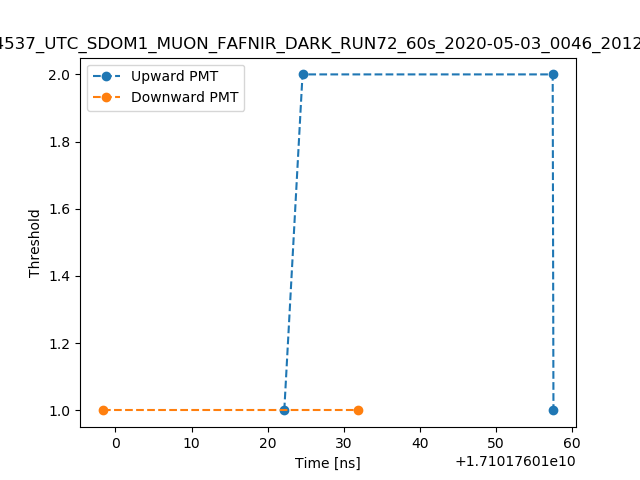 4537_UTC_SDOM1_MUON_FAFNIR_DARK_RUN72_60s_2020-05-03_0046_2012
Upward PMT
Downward PMT
2.0
1.8
1.6
1.4
1.2
1.0
Threshold
0 10 20 30 40 50 60
Time [ns]
+1.71017601e10